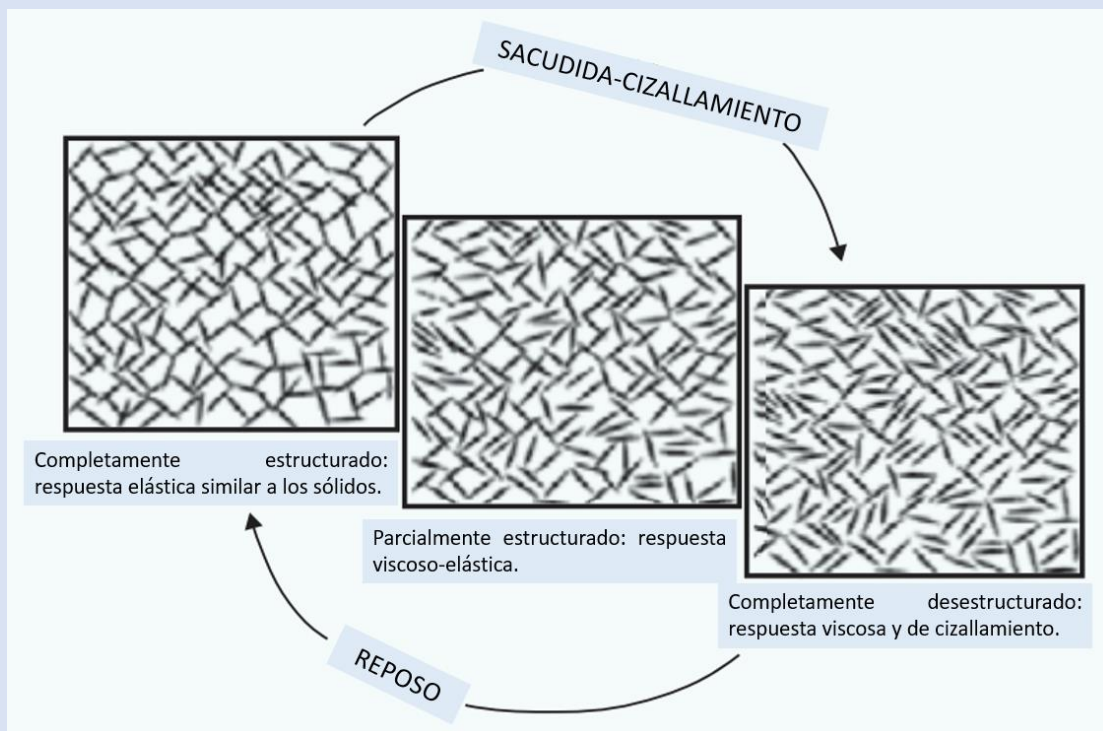 SACUDIDA-CIZALLAMIENTO
Completamente estructurado:
respuesta elástica similar a los sólidos.
Parcialmente estructurado: respuesta
viscoso-elástica.
Completamente desestructurado:
respuesta viscosa y de cizallamiento.
REPOSO